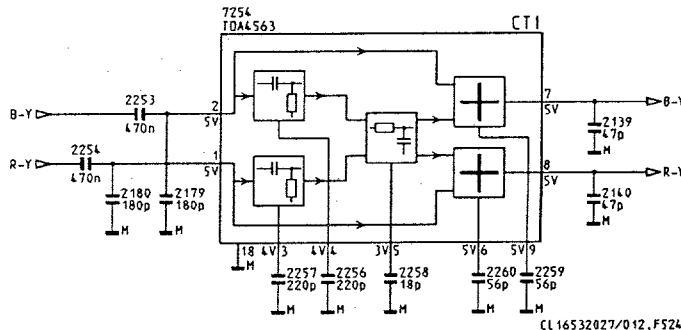 7254
TDA4563
CTI
B-Y
2253
470n
2
5V
7
5V
B-Y
2139
47p
M
R-Y
2254
470n
1
5V
8
5V
R-Y
2180
180p
M
2179
180p
M
2140
47p
M
18
M
4V 3
4V 4
3V 5
5V 6
5V 9
2257
220p
M
2256
220p
M
2258
18p
M
2260
56p
M
2259
56p
M
CL 16532027/012.F524